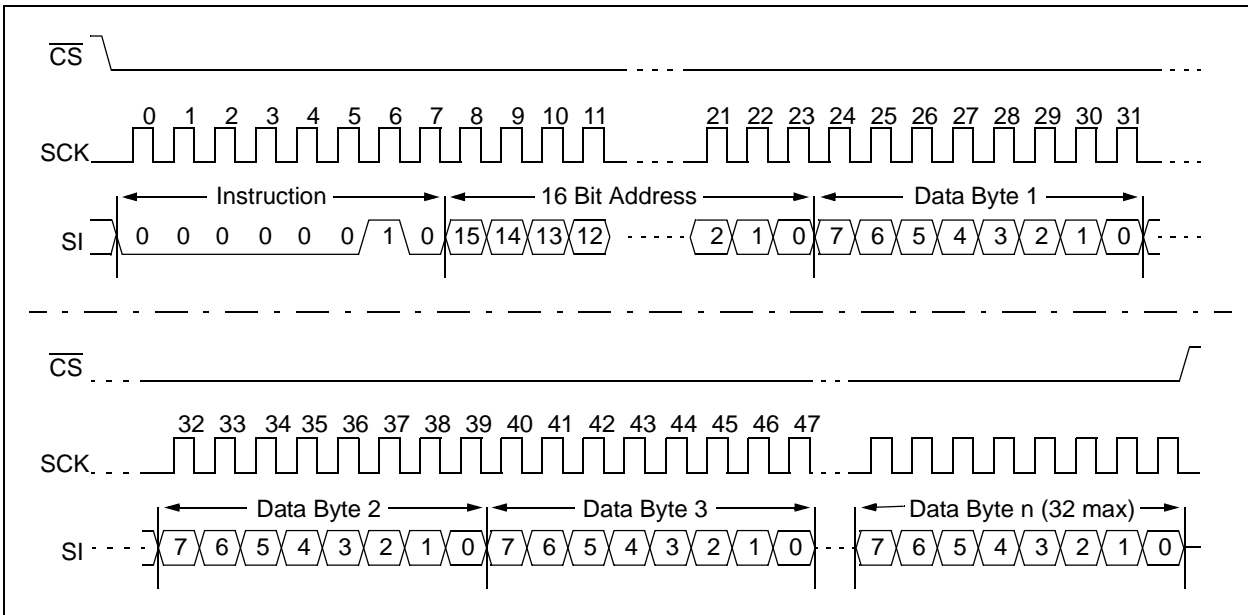 CS
0 1 2 3 4 5 6 7 8 9 10 11 21 22 23 24 25 26 27 28 29 30 31
SCK
Instruction 16 Bit Address Data Byte 1
SI 0 0 0 0 0 0 1 0 15 14 13 12 2 1 0 7 6 5 4 3 2 1 0
CS
32 33 34 35 36 37 38 39 40 41 42 43 44 45 46 47
SCK
Data Byte 2 Data Byte 3 Data Byte n (32 max)
SI 7 6 5 4 3 2 1 0 7 6 5 4 3 2 1 0 7 6 5 4 3 2 1 0